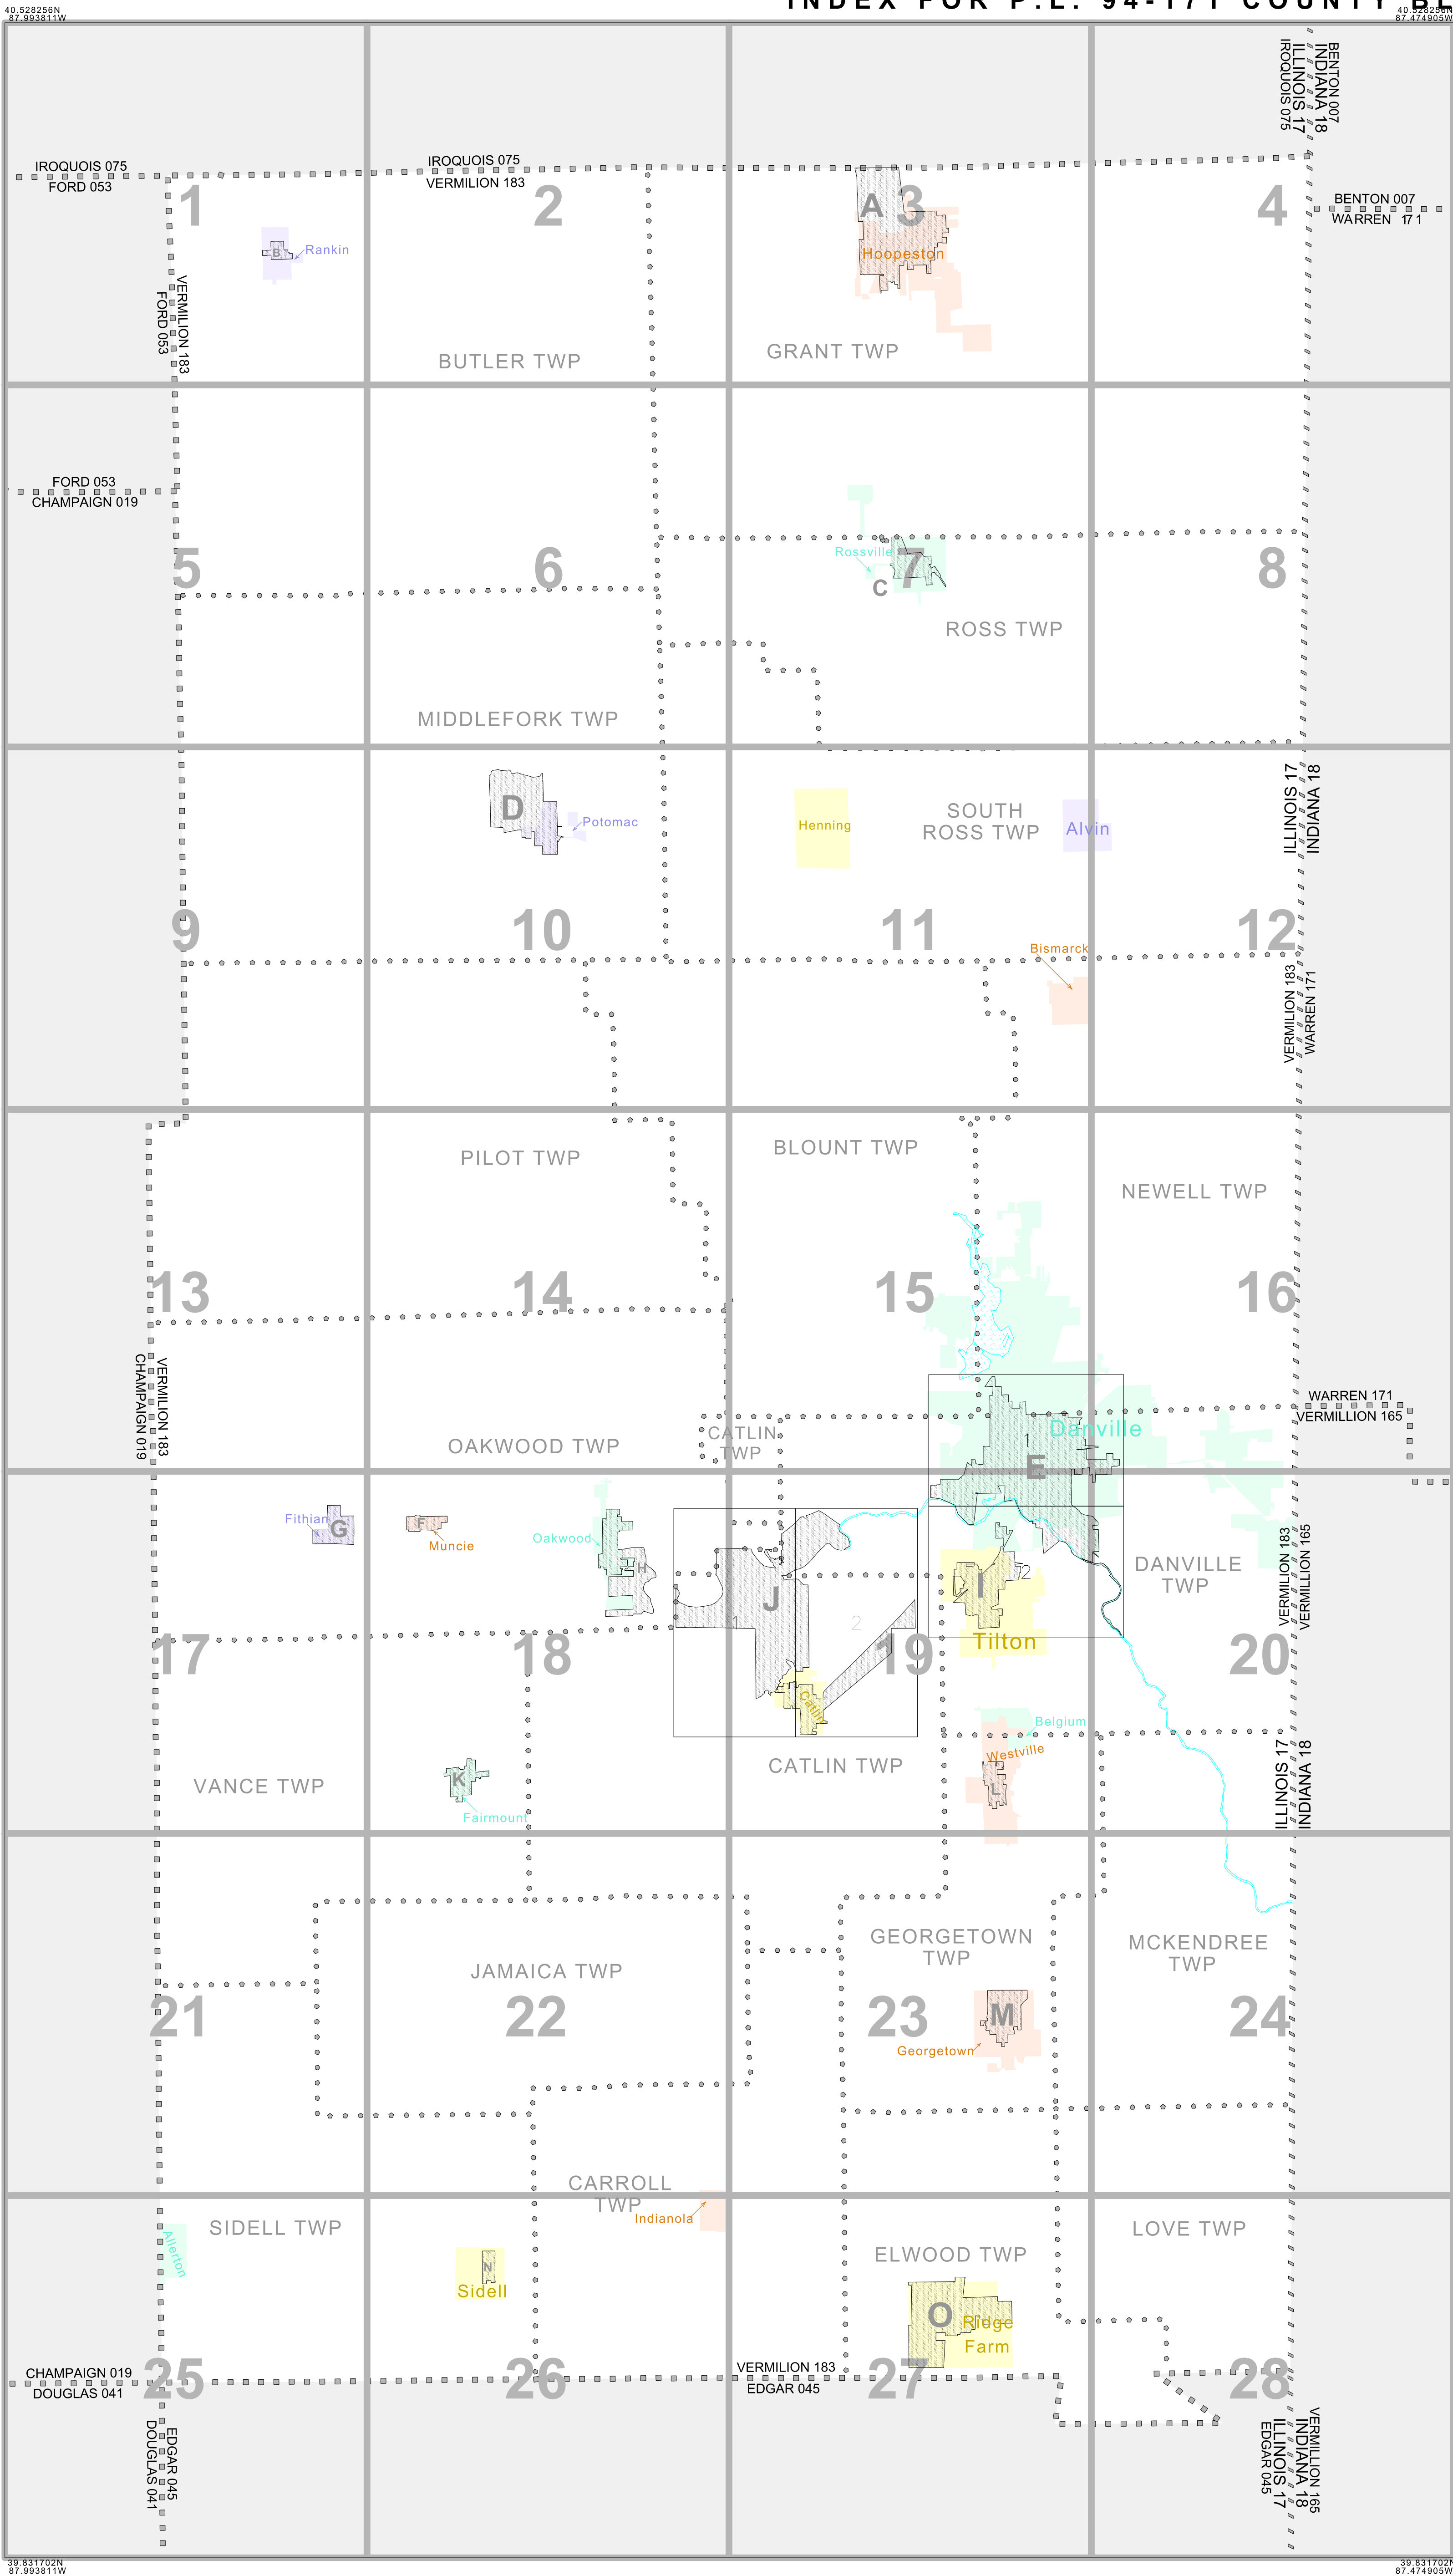 INDEX FOR P.L. 94-171 COUNTY BL
40.528256N
87.993811W
40.528256N
87.474905W
BENTON 007
INDIANA 18
ILLINOIS 17
IROQUOIS 075
IROQUOIS 075
FORD 053
IROQUOIS 075
VERMILION 183
BENTON 007
WARREN 171
1
2
A
3
4
B
Rankin
Hoopeston
VERMILION 183
FORD 053
BUTLER TWP
GRANT TWP
FORD 053
CHAMPAIGN 019
Rossville
5
6
C
7
8
ROSS TWP
MIDDLEFORK TWP
D
Potomac
Henning
SOUTH
ROSS TWP
Alvin
ILLINOIS 17
INDIANA 18
9
10
11
12
Bismarck
VERMILION 183
WARREN 171
PILOT TWP
BLOUNT TWP
NEWELL TWP
13
14
15
16
CHAMPAIGN 019
VERMILION 183
WARREN 171
VERMILLION 165
OAKWOOD TWP
CATLIN
TWP
Danville
1
E
Fithian
G
F
Muncie
Oakwood
H
DANVILLE
TWP
VERMILION 183
VERMILLION 165
J
1
2
I
2
Tilton
17
18
19
20
Catlin
Belgium
Westville
CATLIN TWP
VANCE TWP
K
Fairmount
L
ILLINOIS 17
INDIANA 18
GEORGETOWN
TWP
MCKENDREE
TWP
JAMAICA TWP
21
22
23
M
24
Georgetown
CARROLL
TWP
Indianola
SIDELL TWP
LOVE TWP
Allerton
ELWOOD TWP
N
Sidell
O
Ridge
Farm
CHAMPAIGN 019
DOUGLAS 041
VERMILION 183
EDGAR 045
25
26
27
28
EDGAR 045
DOUGLAS 041
VERMILLION 165
INDIANA 18
ILLINOIS 17
EDGAR 045
39.831702N
87.993811W
39.831702N
87.474905W